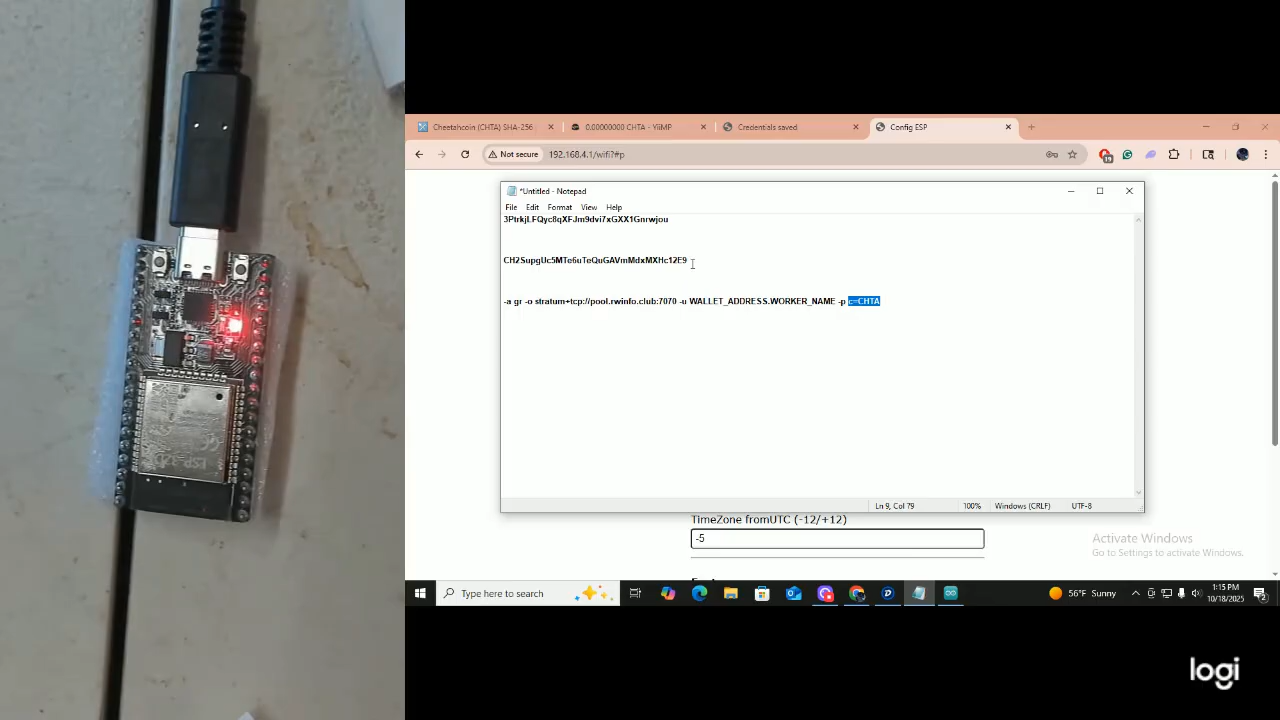 Cheetahcoin (CHTA) SHA-256
0.00000000 CHTA - YiiMP
Credentials saved
Config ESP
Not secure
192.168.4.1/wifi?#p
19
*Untitled - Notepad
File Edit Format View Help
3PtrkjLFQyc8qXFJm9dvi7xGXX1Gnrwjou
CH2SupgUc5MTe6uTeQuGAVmMdxMXHc12E9
-a gr -o stratum+tcp://pool.rwinfo.club:7070 -u WALLET_ADDRESS.WORKER_NAME -p c=CHTA
Ln 9, Col 79
100%
Windows (CRLF)
UTF-8
TimeZone fromUTC (-12/+12)
-5
Activate Windows
Go to Settings to activate Windows.
Type here to search
56°F Sunny
1:15 PM
10/18/2025
2
logi